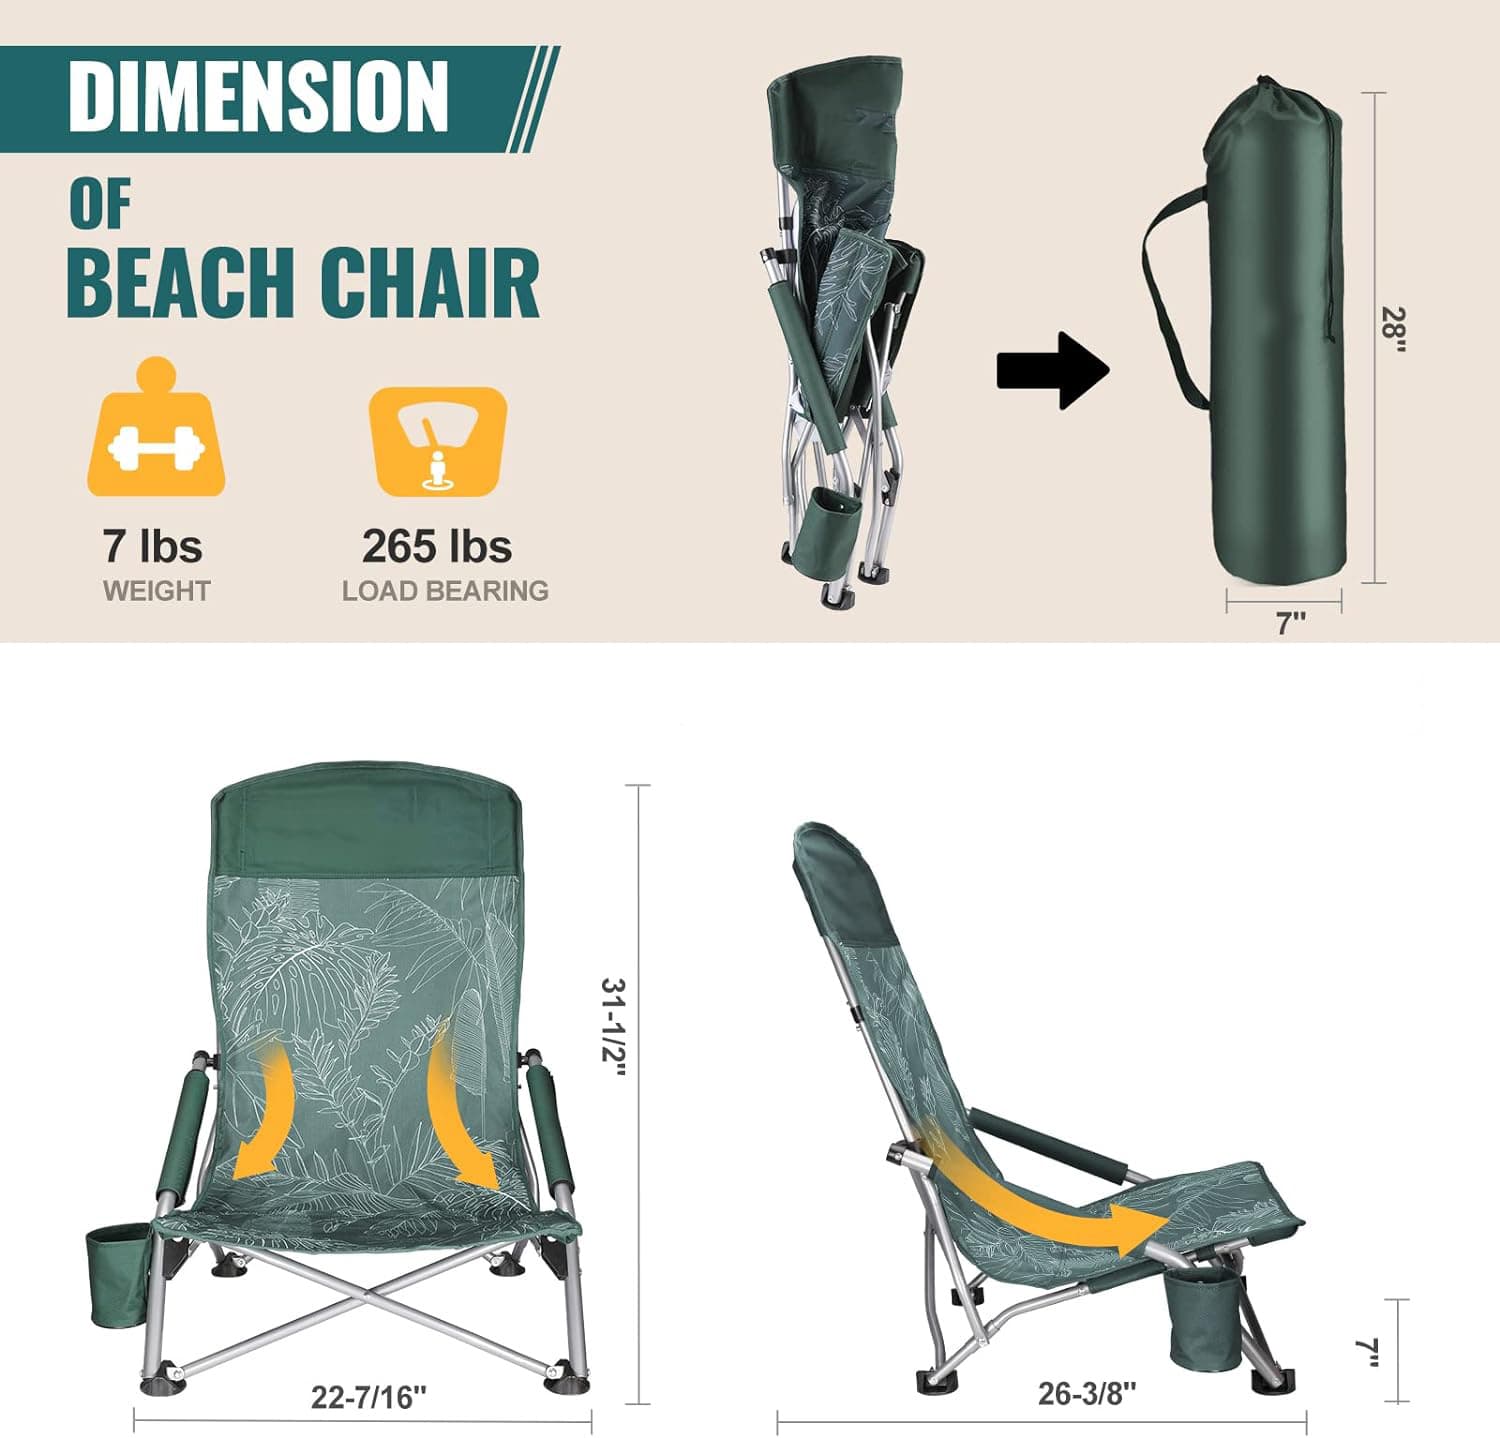 DIMENSION
OF
BEACH CHAIR
7 lbs
WEIGHT
265 lbs
LOAD BEARING
28"
7"
31-1/2"
22-7/16"
26-3/8"
7"